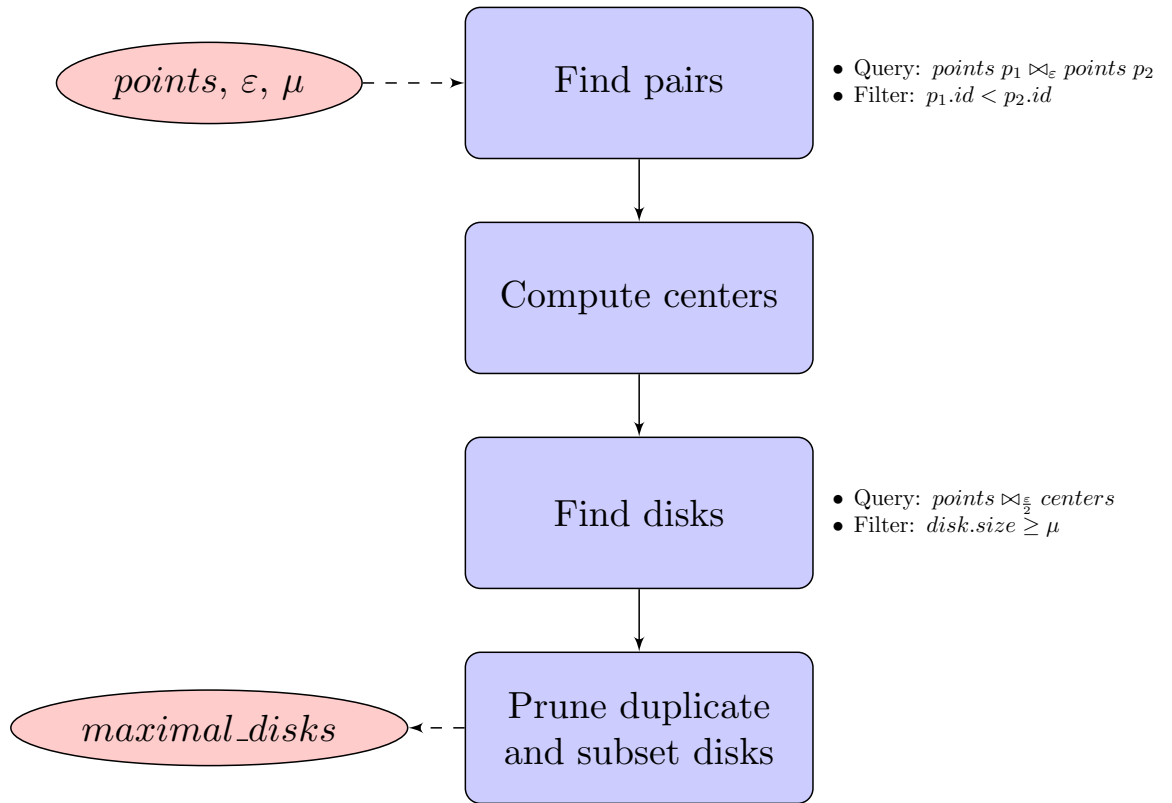 points, ε, μ
Find pairs
• Query: points p₁ ⋈_ε points p₂
• Filter: p₁.id < p₂.id
Compute centers
Find disks
• Query: points ⋈_{ε/2} centers
• Filter: disk.size ≥ μ
Prune duplicate
and subset disks
maximal_disks